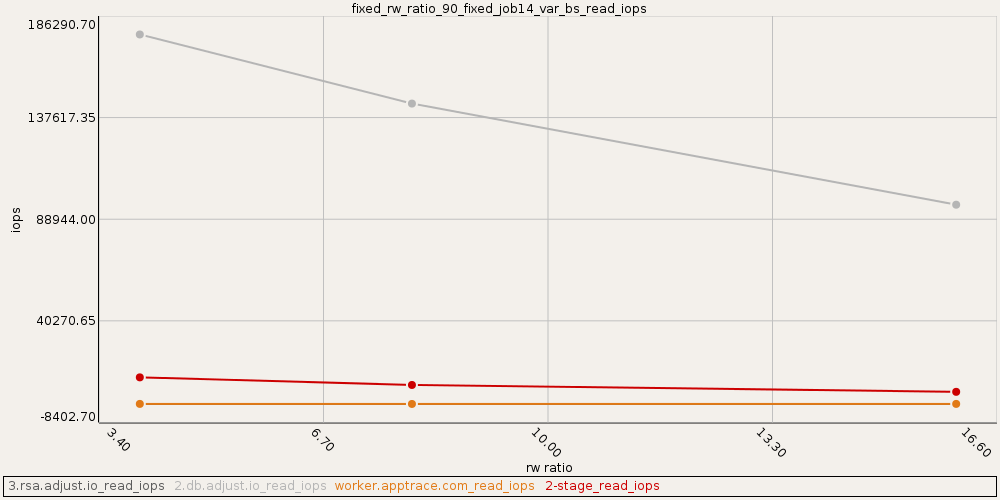 fixed_rw_ratio_90_fixed_job14_var_bs_read_iops
186290.70
137617.35
88944.00
40270.65
-8402.70
iops
3.40 6.70 10.00 13.30 16.60
rw ratio
3.rsa.adjust.io_read_iops 2.db.adjust.io_read_iops worker.apptrace.com_read_iops 2-stage_read_iops